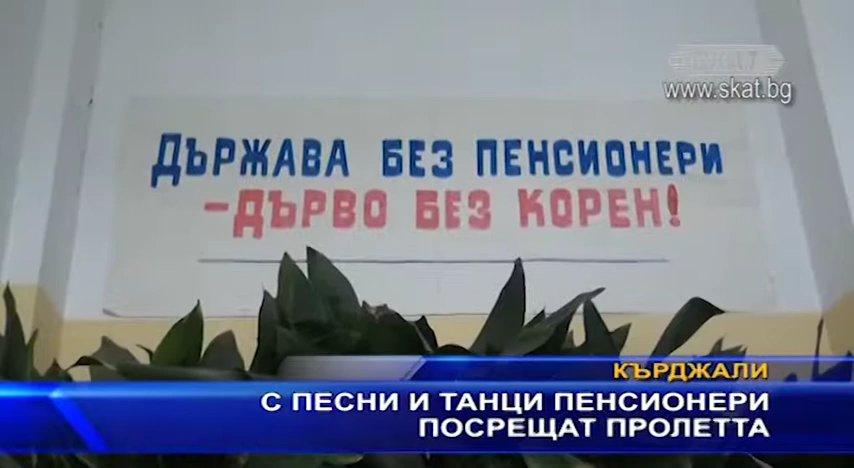 www.skat.bg
ДЪРЖАВА БЕЗ ПЕНСИОНЕРИ
-ДЪРВО БЕЗ КОРЕН!
КЪРДЖАЛИ
С ПЕСНИ И ТАНЦИ ПЕНСИОНЕРИ
ПОСРЕЩАТ ПРОЛЕТТА